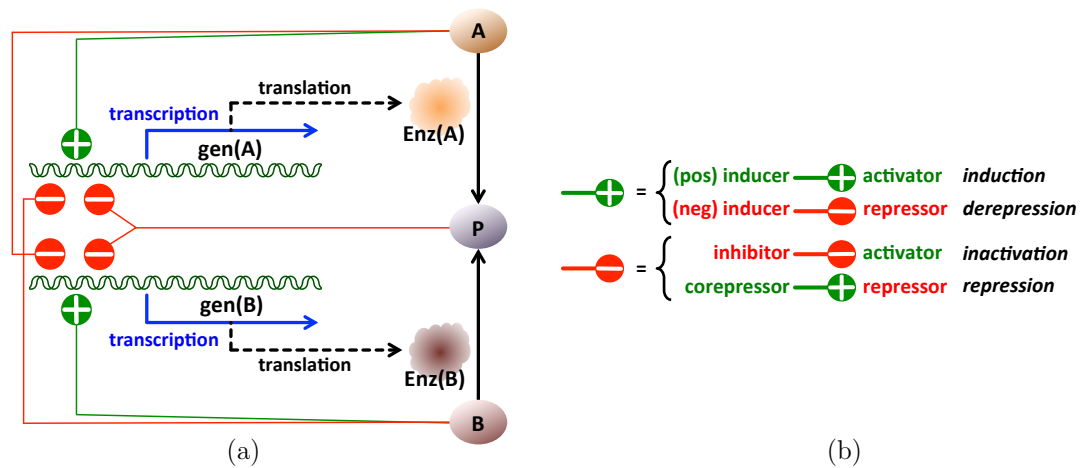 A
translation
transcription
Enz(A)
gen(A)
P
gen(B)
transcription
translation
Enz(B)
B
(a)
= (pos) inducer activator induction
(neg) inducer repressor derepression
= inhibitor activator inactivation
corepressor repressor repression
(b)